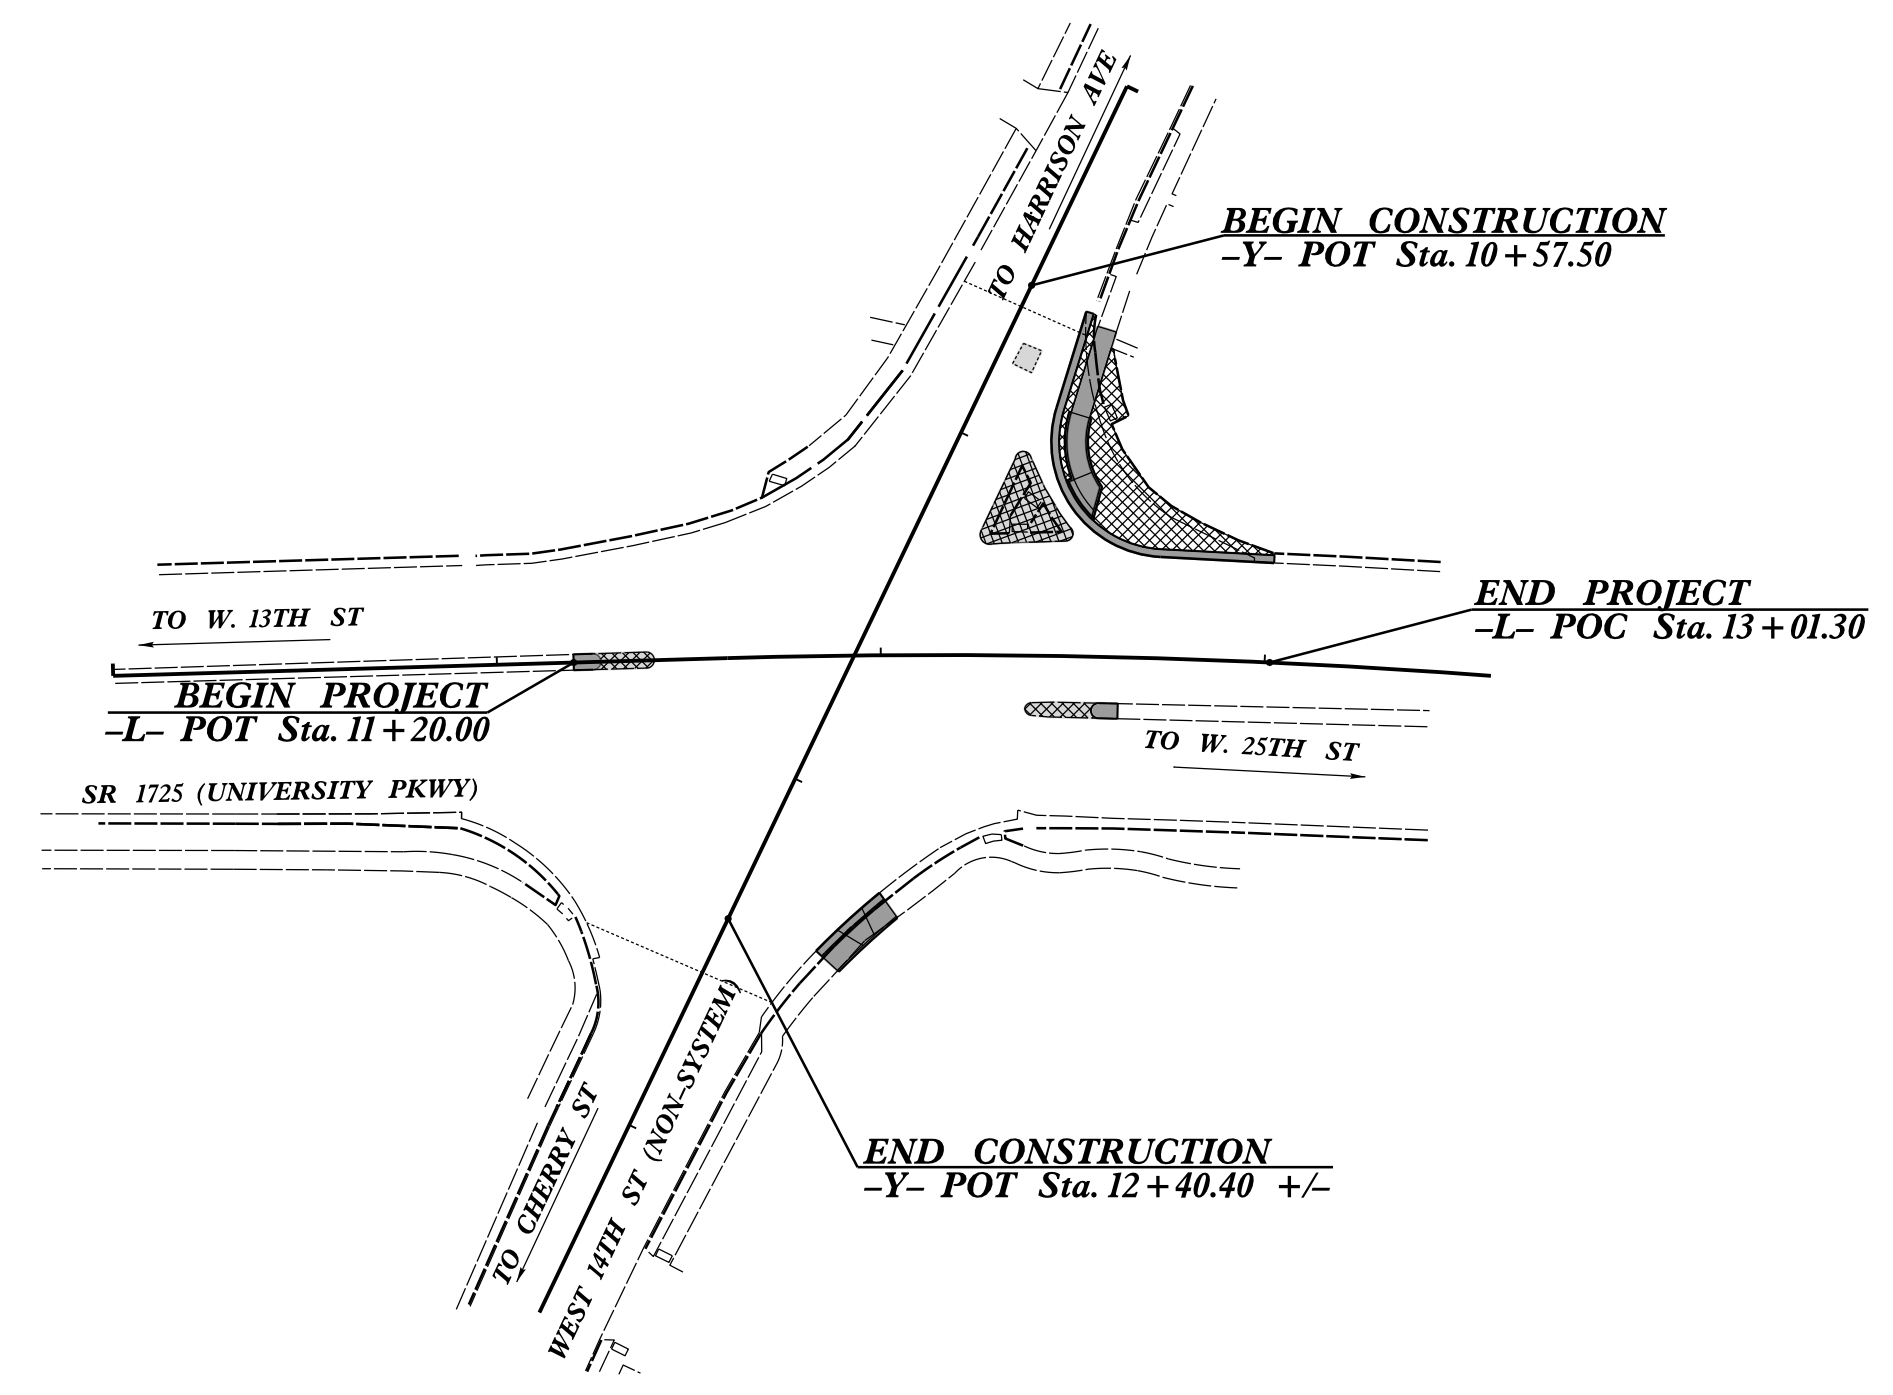 TO HARRISON AVE
BEGIN CONSTRUCTION
–Y– POT Sta. 10+57.50
END PROJECT
–L– POC Sta. 13+01.30
TO W. 13TH ST
BEGIN PROJECT
–L– POT Sta. 11+20.00
TO W. 25TH ST
SR 1725 (UNIVERSITY PKWY)
WEST 14TH ST (NON–SYSTEM)
TO CHERRY ST
END CONSTRUCTION
–Y– POT Sta. 12+40.40 +/–